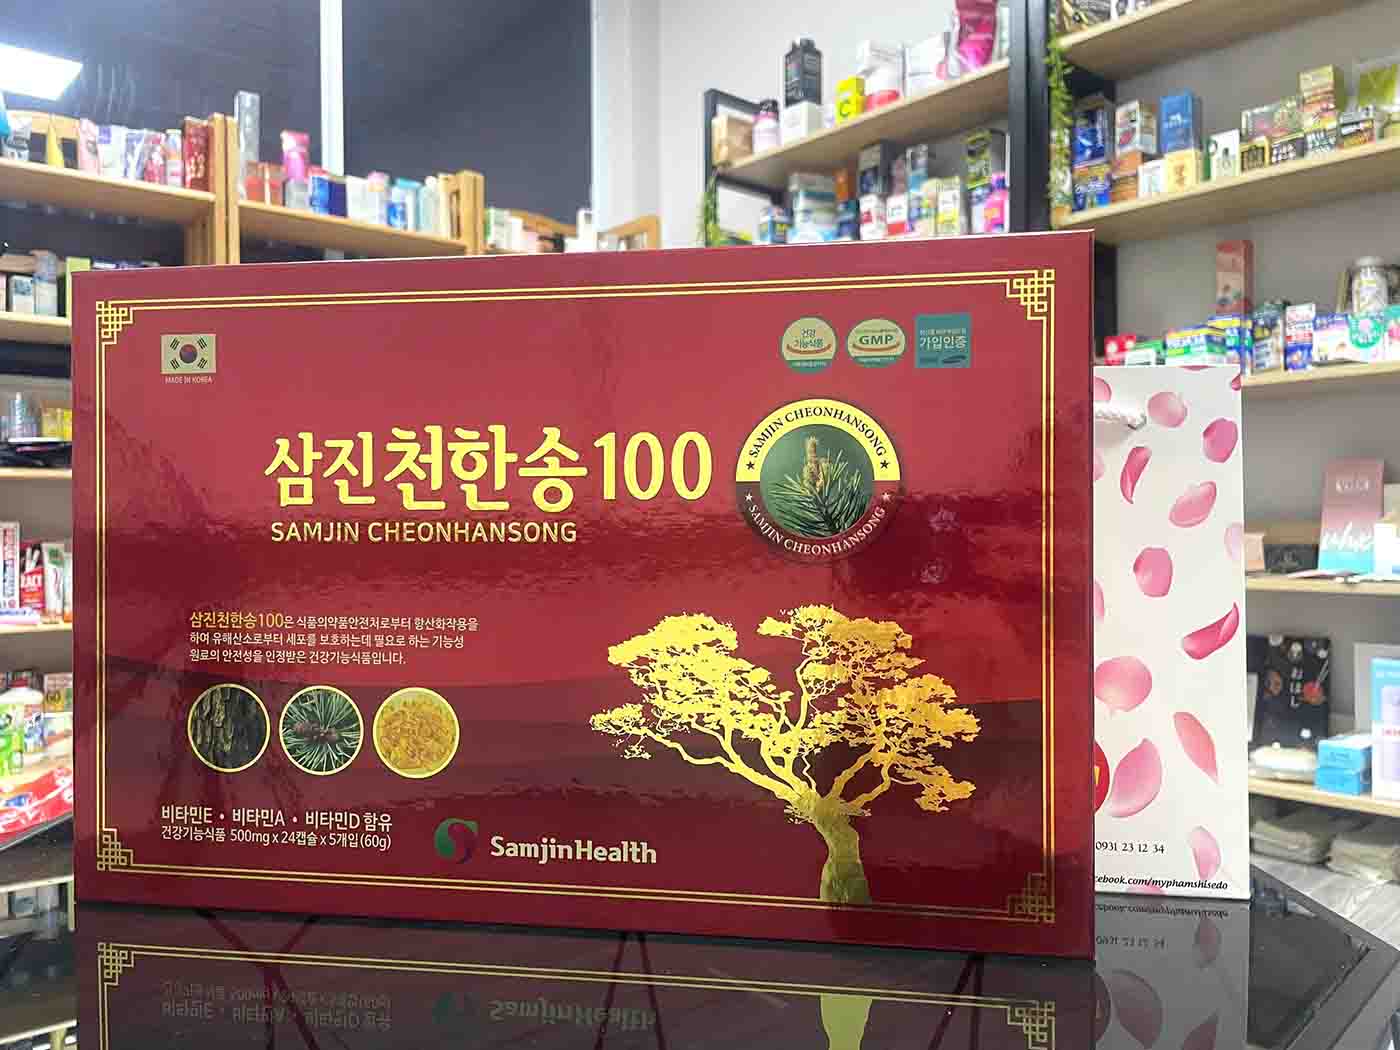 MADE IN KOREA
건강
기능식품
GMP
가입인증
삼진천한송100
SAMJIN CHEONHANSONG
★ SAMJIN CHEONHANSONG ★
★ SAMJIN CHEONHANSONG ★
삼진천한송100은 식품의약품안전처로부터 항산화작용을
하여 유해산소로부터 세포를 보호하는데 필요로 하는 기능성
원료의 안전성을 인정받은 건강기능식품입니다.
비타민E • 비타민A • 비타민D 함유
건강기능식품 500mg x 24캡슐 x 5개입 (60g)
SamjinHealth
0931 23 12 34
cebook.com/myphamshisedo